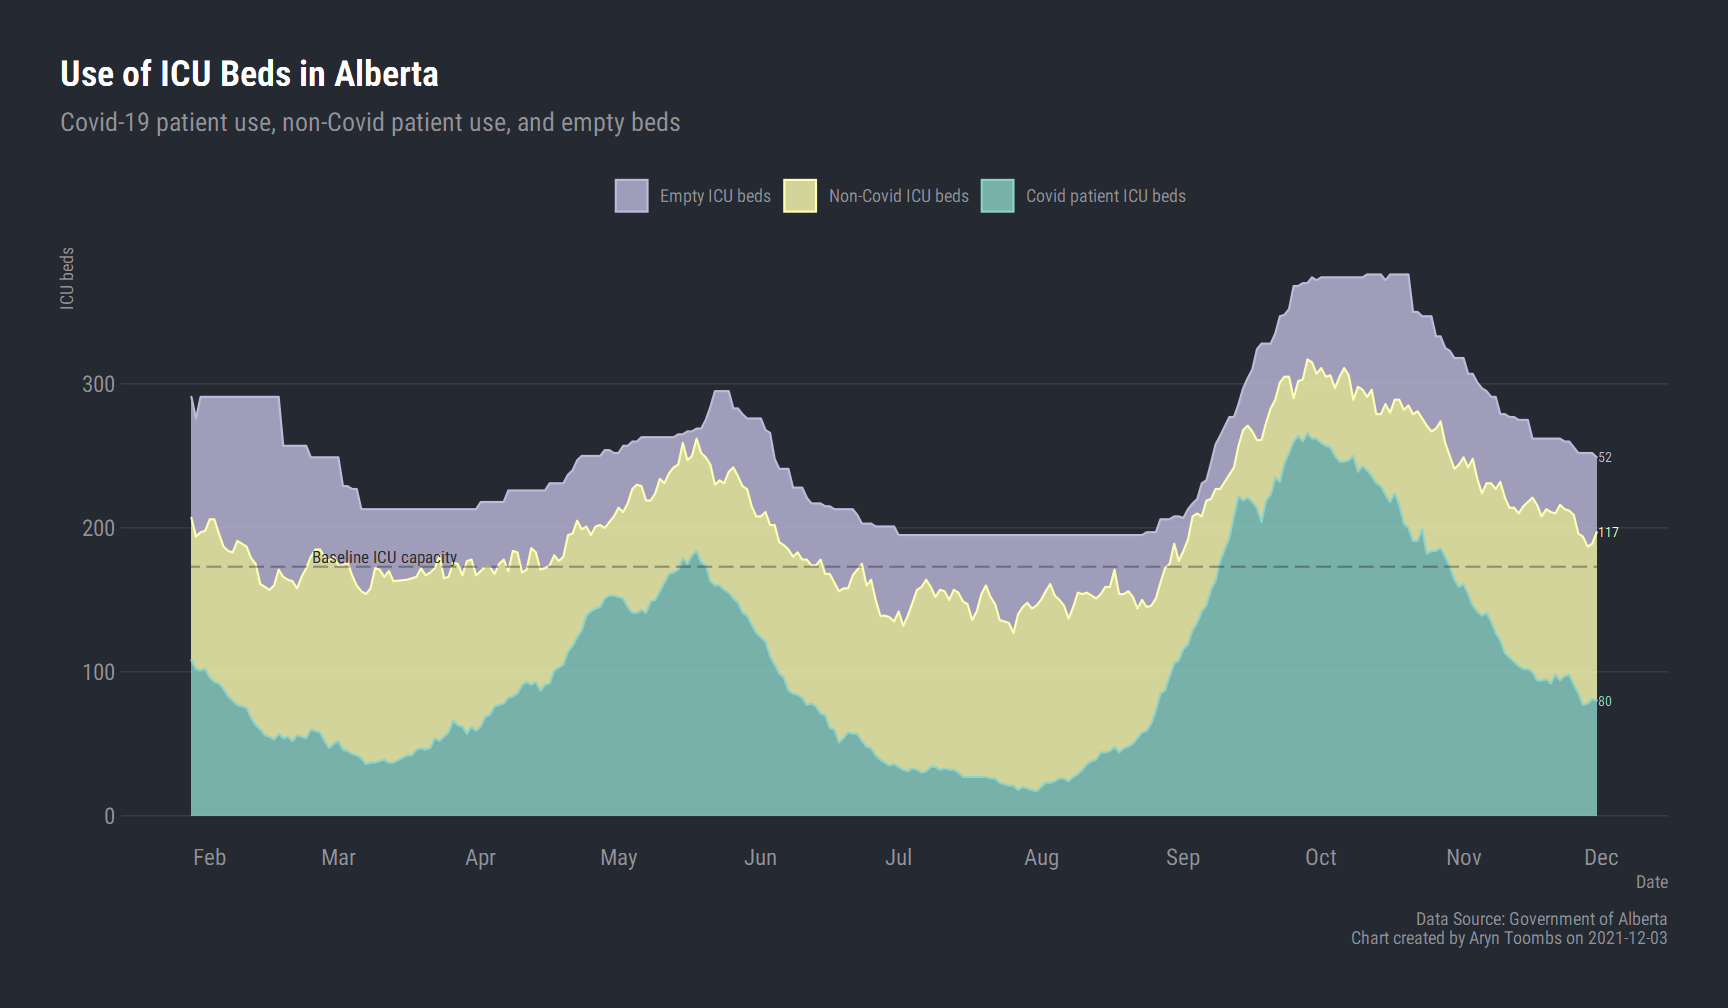 Use of ICU Beds in Alberta
Covid-19 patient use, non-Covid patient use, and empty beds
Empty ICU beds Non-Covid ICU beds Covid patient ICU beds
ICU beds
300
52
117
200
Baseline ICU capacity
100
80
0
Feb Mar Apr May Jun Jul Aug Sep Oct Nov Dec
Date
Data Source: Government of Alberta
Chart created by Aryn Toombs on 2021-12-03